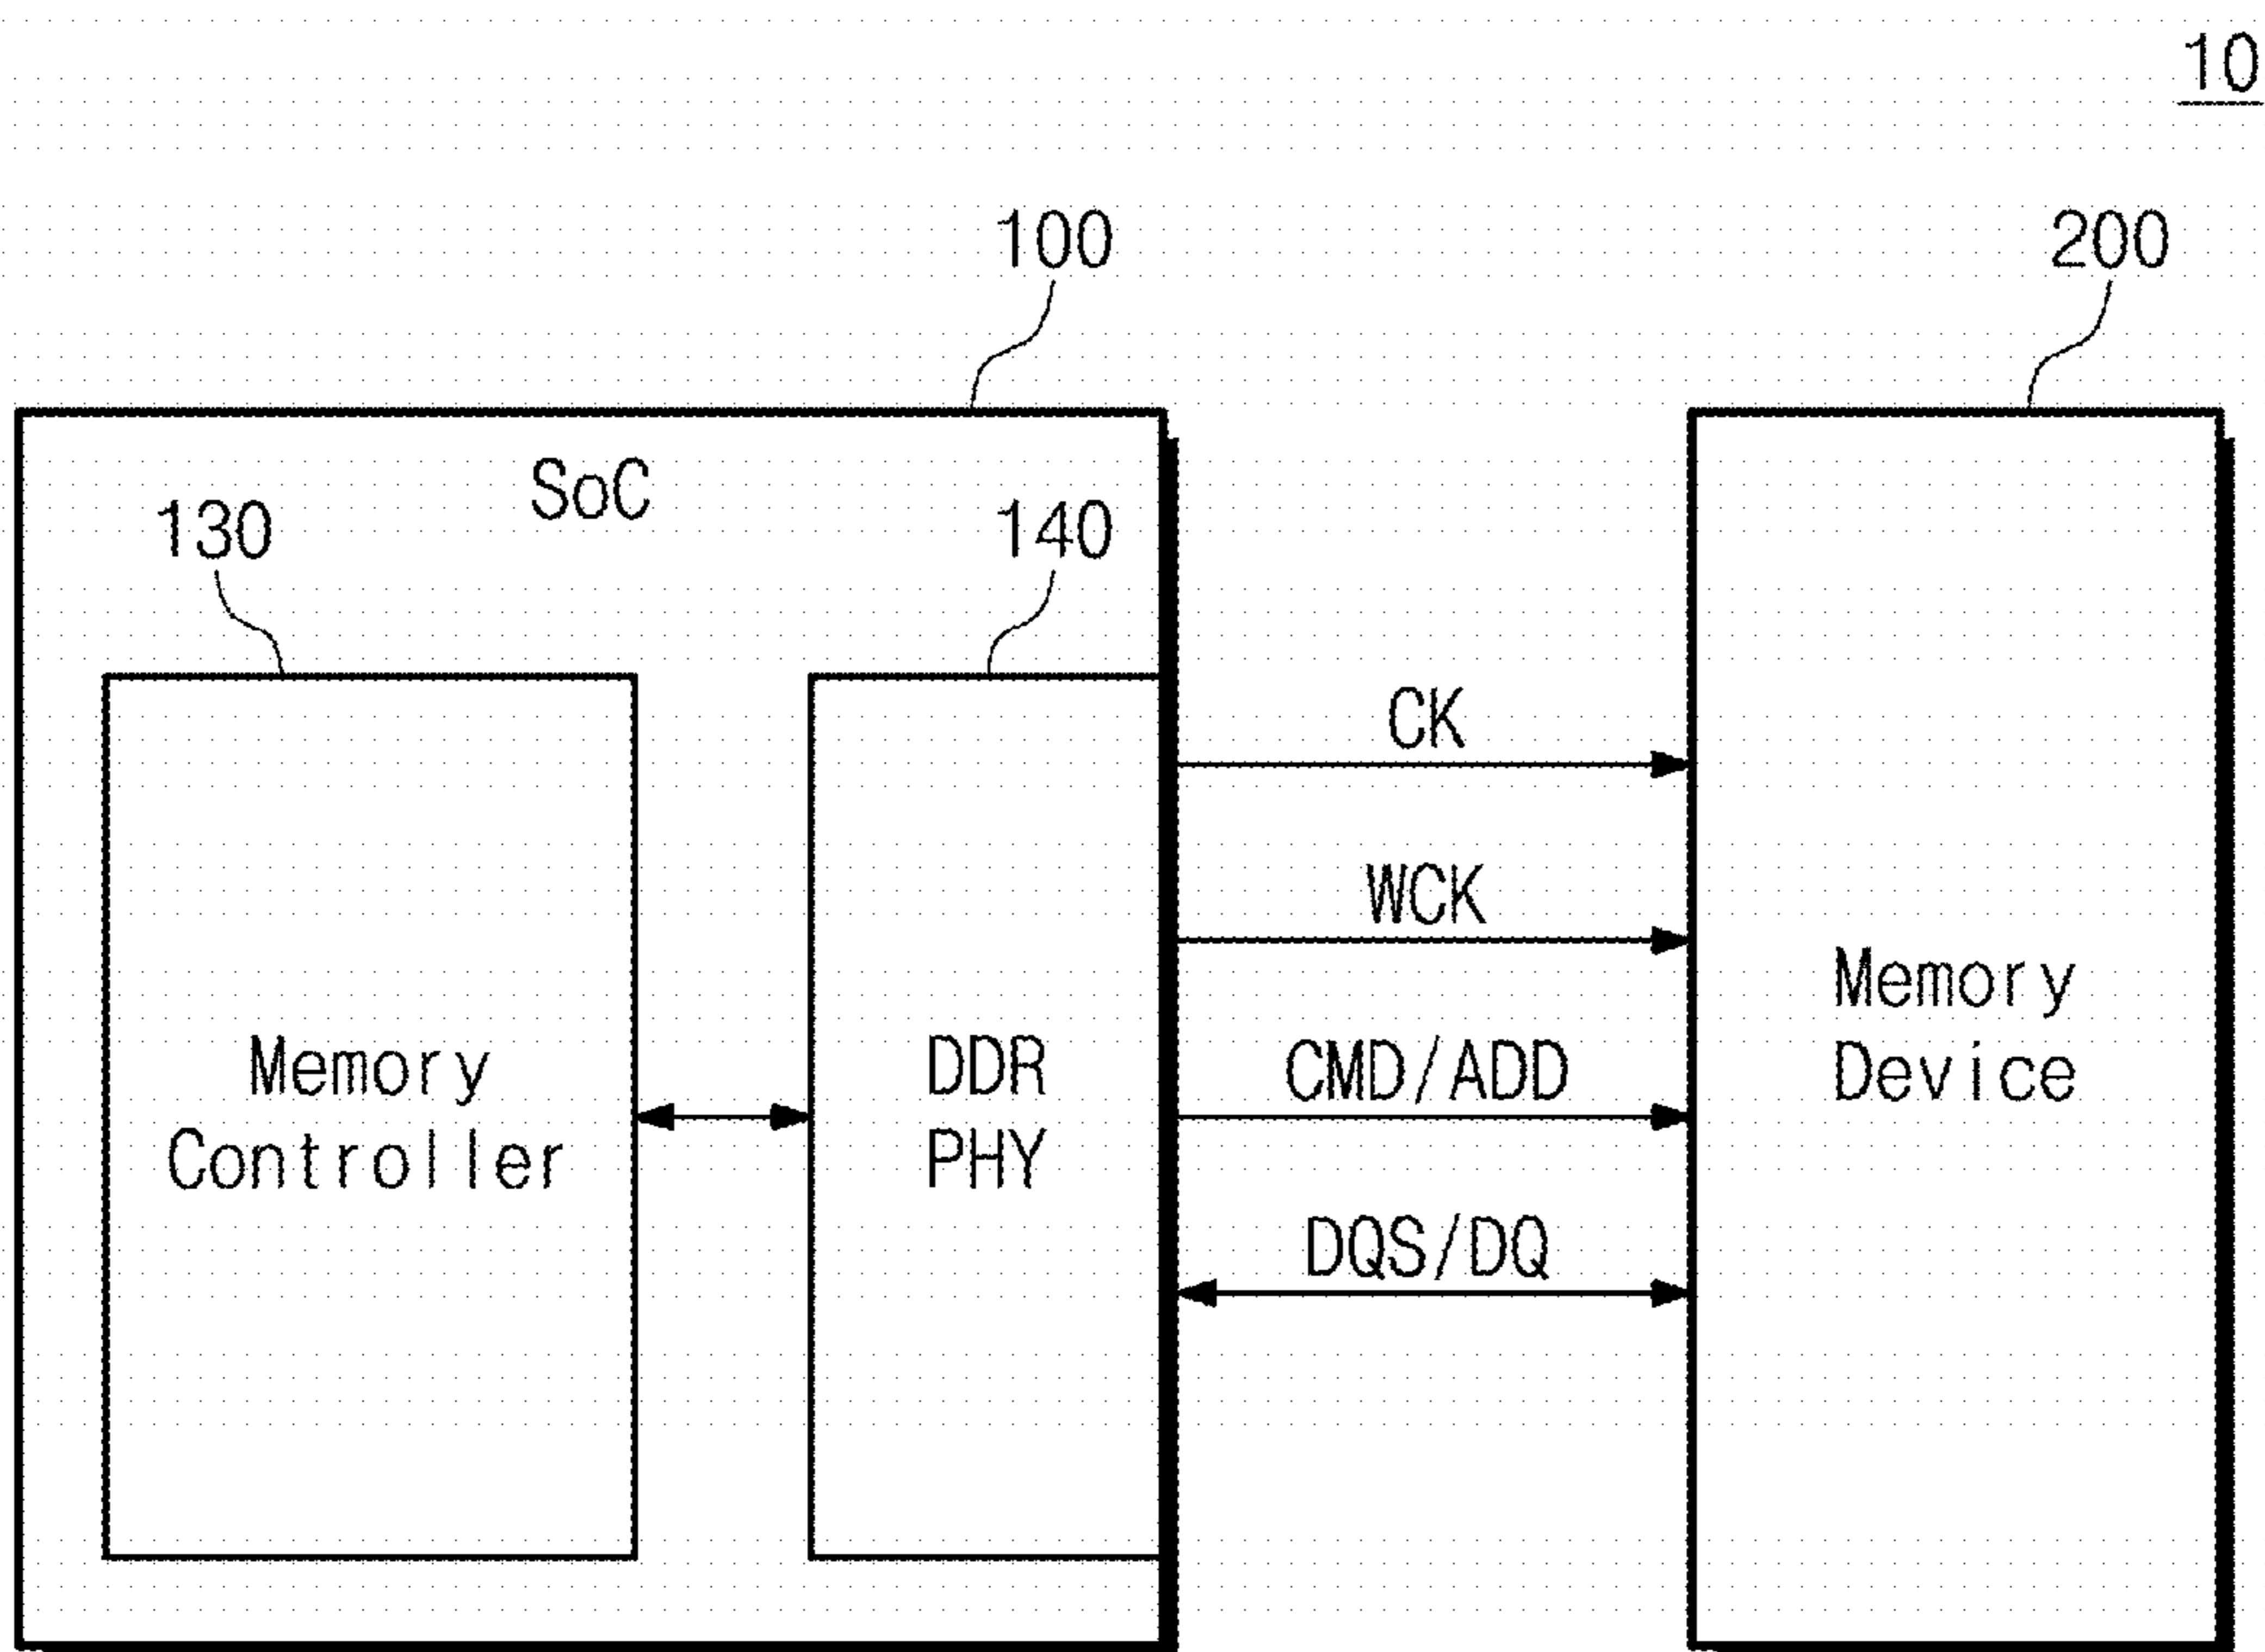 10
100
200
SoC
130
140
CK
WCK
Memory
Device
CMD/ADD
Memory
Controller
DDR
PHY
DQS/DQ